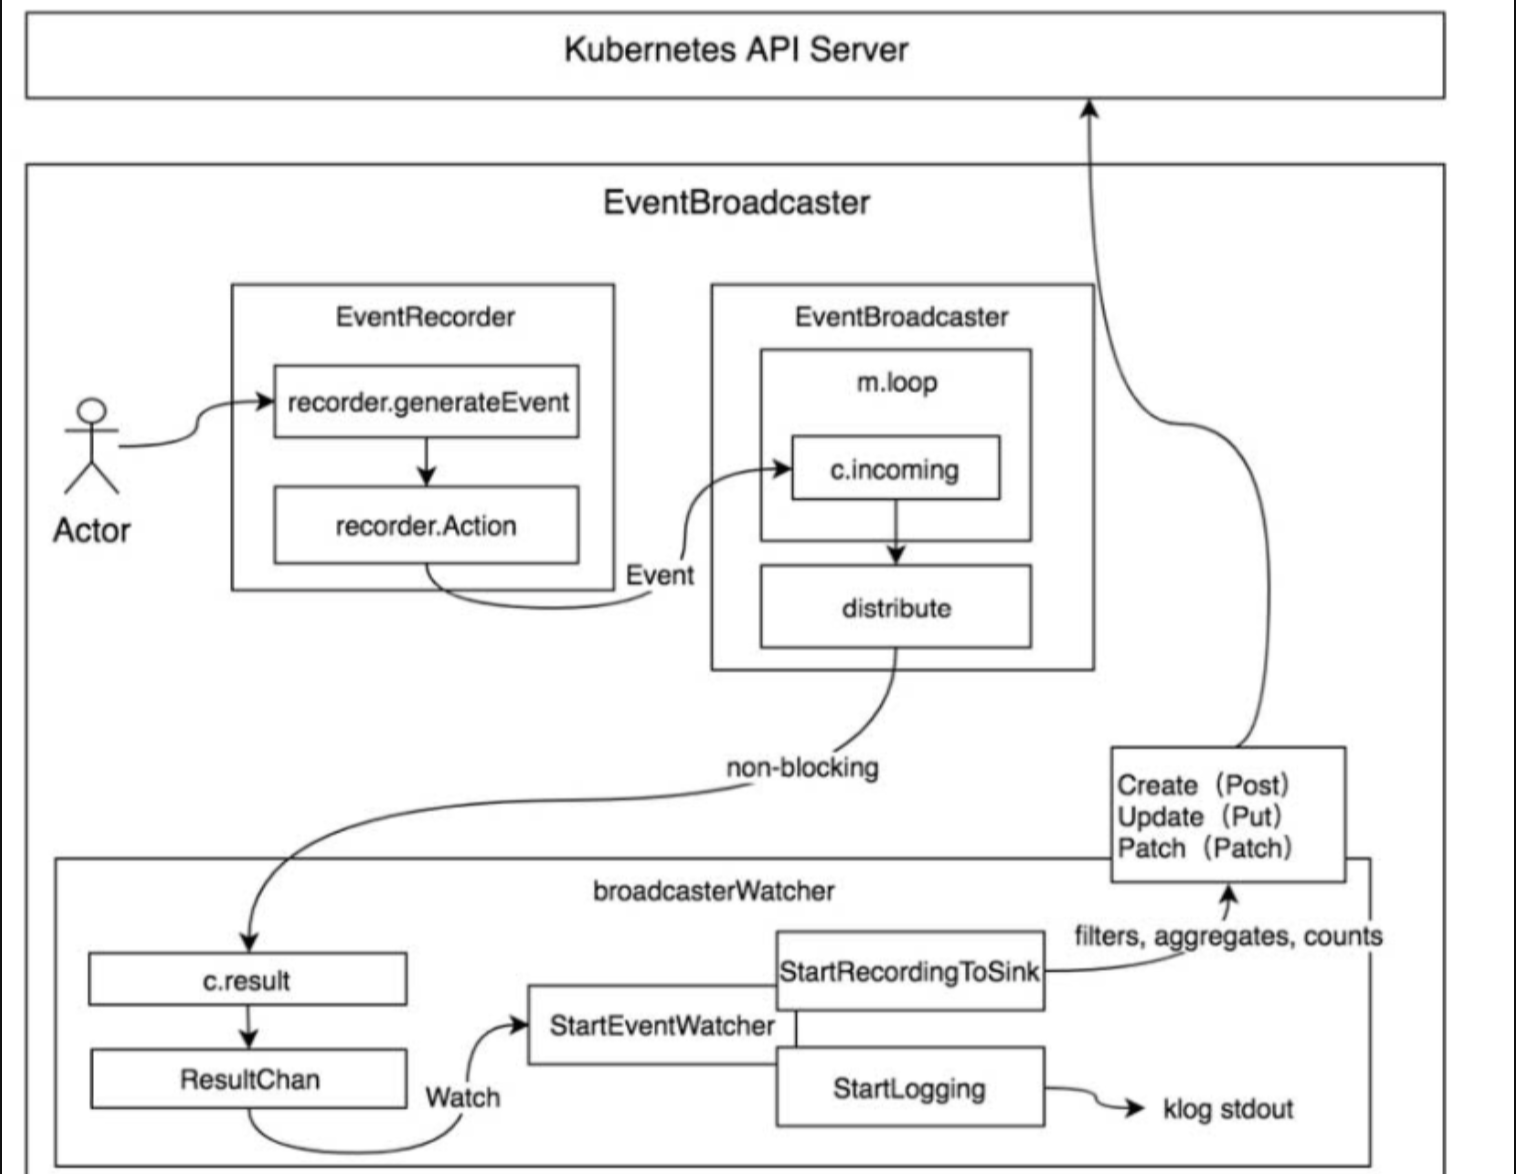 Kubernetes API Server
EventBroadcaster
EventRecorder
recorder.generateEvent
recorder.Action
Actor
Event
EventBroadcaster
m.loop
c.incoming
distribute
non-blocking
Create（Post）
Update（Put）
Patch（Patch）
broadcasterWatcher
filters, aggregates, counts
c.result
ResultChan
Watch
StartEventWatcher
StartRecordingToSink
StartLogging
klog stdout